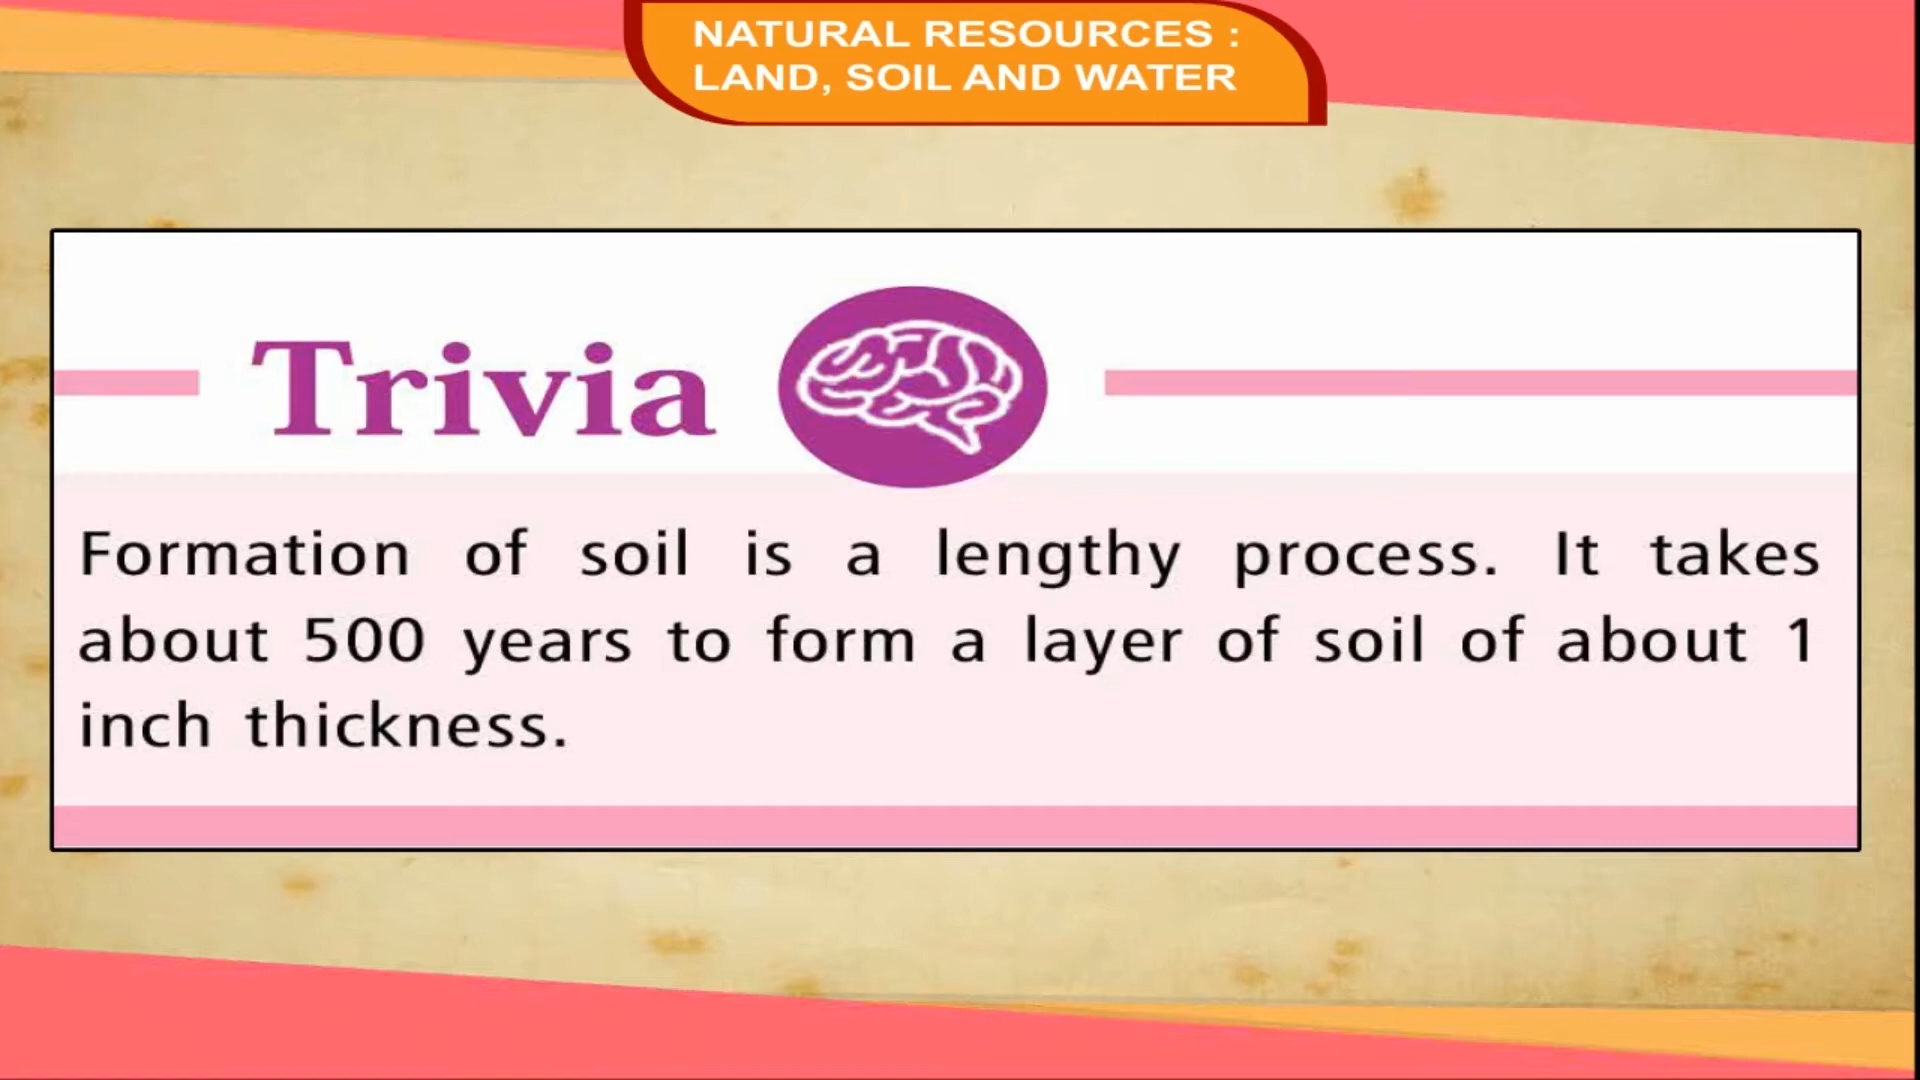 NATURAL RESOURCES :
LAND, SOIL AND WATER
Trivia
Formation of soil is a lengthy process. It takes
about 500 years to form a layer of soil of about 1
inch thickness.